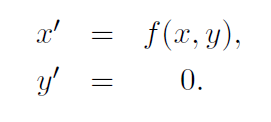 x′ = f(x, y),
y′ = 0.